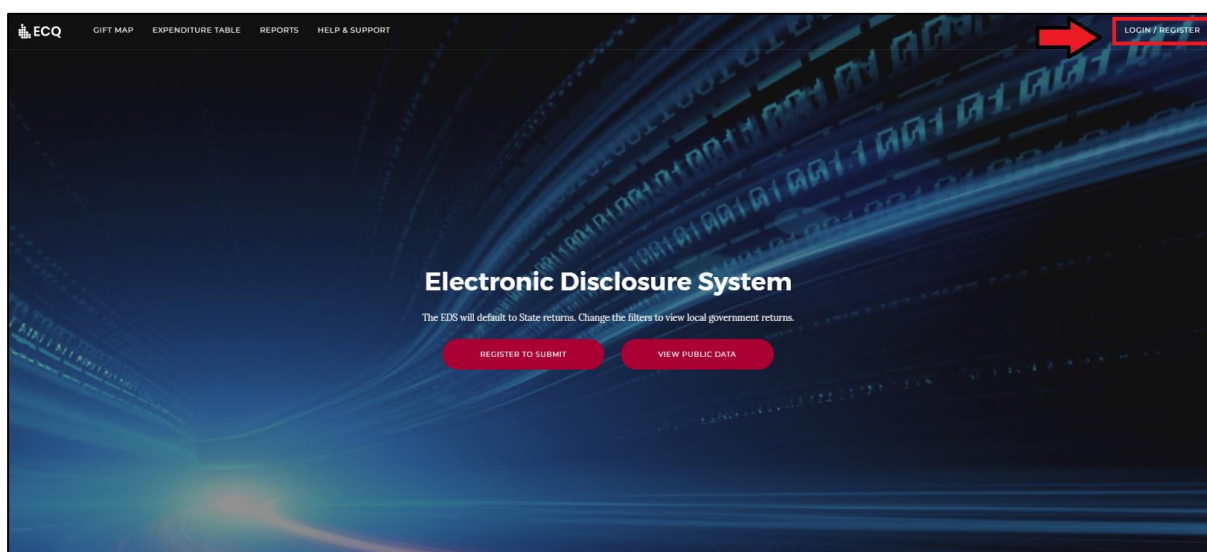 ECQ
GIFT MAP
EXPENDITURE TABLE
REPORTS
HELP & SUPPORT
LOGIN / REGISTER
Electronic Disclosure System
The EDS will default to State returns. Change the filters to view local government returns.
REGISTER TO SUBMIT
VIEW PUBLIC DATA